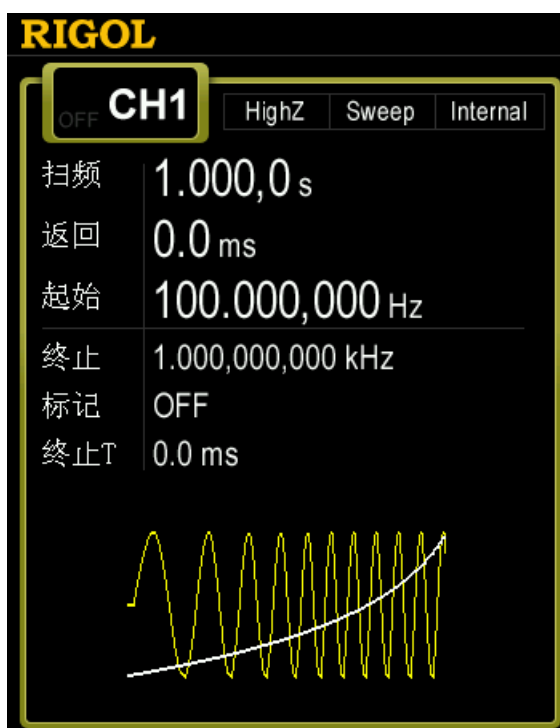 RIGOL
OFF CH1 HighZ Sweep Internal
扫频 1.000,0 s
返回 0.0 ms
起始 100.000,000 Hz
终止 1.000,000,000 kHz
标记 OFF
终止T 0.0 ms